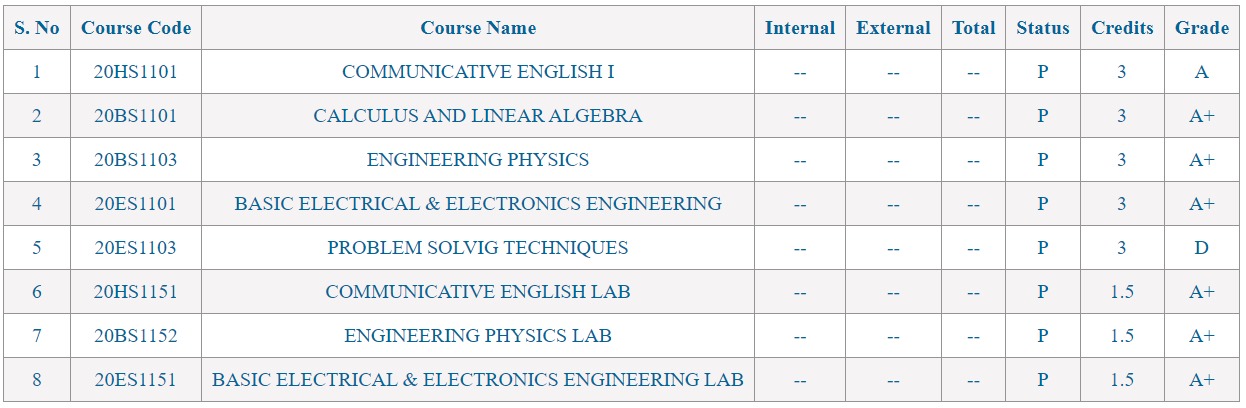 S. No Course Code Course Name Internal External Total Status Credits Grade
1 20HS1101 COMMUNICATIVE ENGLISH I -- -- -- P 3 A
2 20BS1101 CALCULUS AND LINEAR ALGEBRA -- -- -- P 3 A+
3 20BS1103 ENGINEERING PHYSICS -- -- -- P 3 A+
4 20ES1101 BASIC ELECTRICAL & ELECTRONICS ENGINEERING -- -- -- P 3 A+
5 20ES1103 PROBLEM SOLVIG TECHNIQUES -- -- -- P 3 D
6 20HS1151 COMMUNICATIVE ENGLISH LAB -- -- -- P 1.5 A+
7 20BS1152 ENGINEERING PHYSICS LAB -- -- -- P 1.5 A+
8 20ES1151 BASIC ELECTRICAL & ELECTRONICS ENGINEERING LAB -- -- -- P 1.5 A+